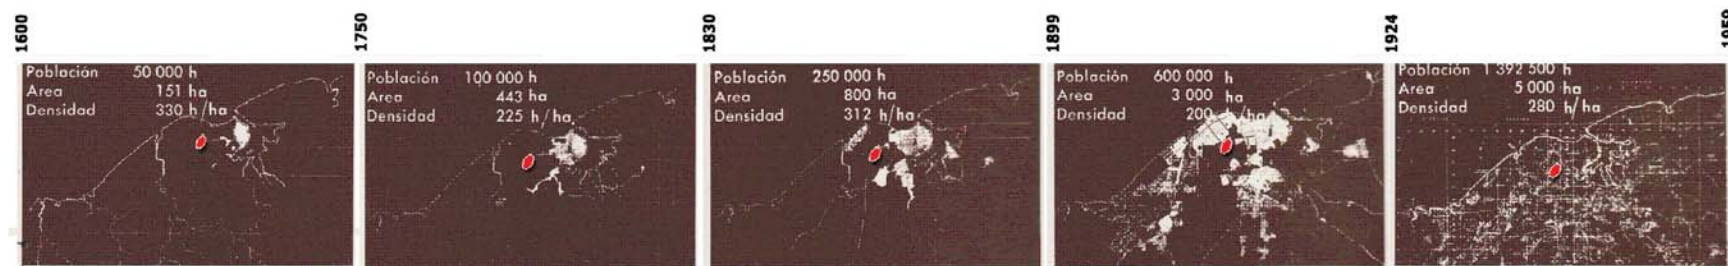 1600
1750
1830
1899
1924
1959
Población 50 000 h
Area 151 ha
Densidad 330 h/ha
Población 100 000 h
Area 443 ha
Densidad 225 h/ha
Población 250 000 h
Area 800 ha
Densidad 312 h/ha
Población 600 000 h
Area 3 000 ha
Densidad 200 h/ha
Población 1 392 500 h
Area 5 000 ha
Densidad 280 h/ha